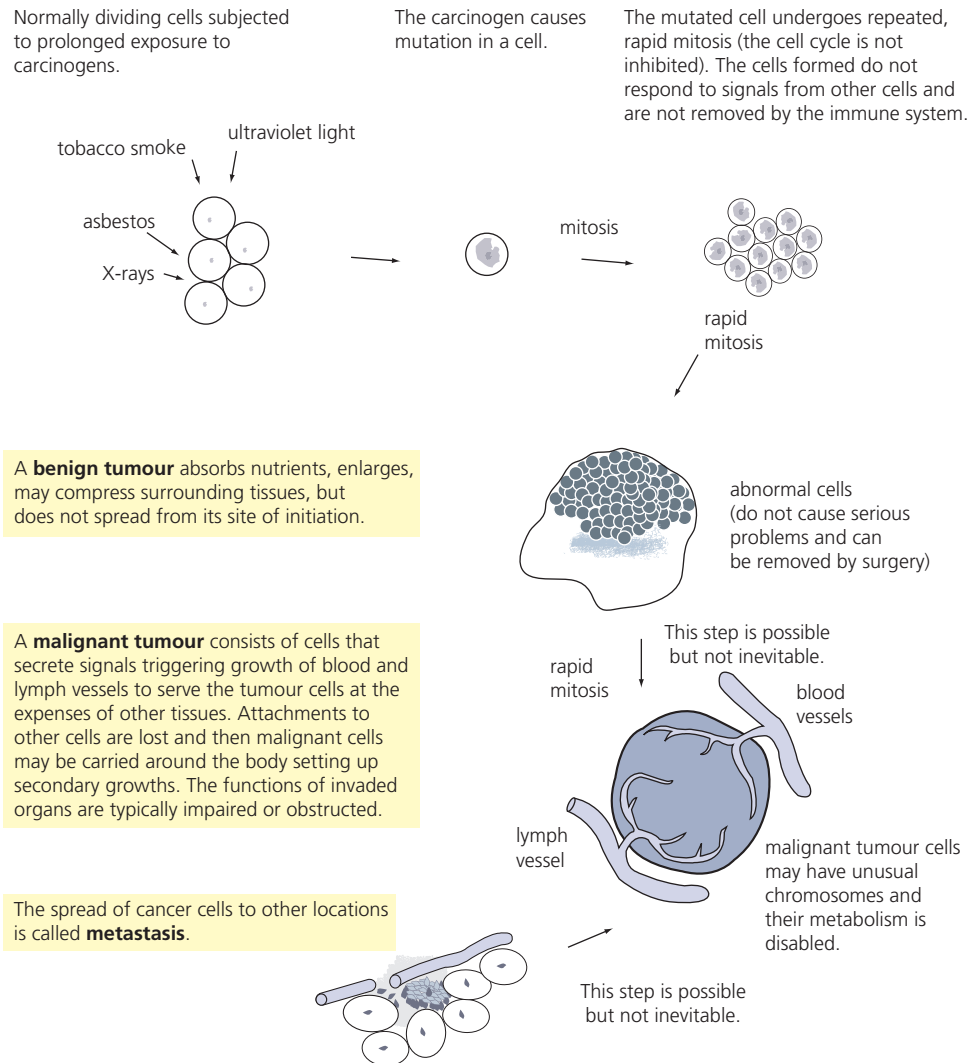 Normally dividing cells subjected
to prolonged exposure to
carcinogens.
The carcinogen causes
mutation in a cell.
The mutated cell undergoes repeated,
rapid mitosis (the cell cycle is not
inhibited). The cells formed do not
respond to signals from other cells and
are not removed by the immune system.
ultraviolet light
tobacco smoke
asbestos
X-rays
mitosis
rapid
mitosis
A benign tumour absorbs nutrients, enlarges,
may compress surrounding tissues, but
does not spread from its site of initiation.
abnormal cells
(do not cause serious
problems and can
be removed by surgery)
A malignant tumour consists of cells that
secrete signals triggering growth of blood and
lymph vessels to serve the tumour cells at the
expenses of other tissues. Attachments to
other cells are lost and then malignant cells
may be carried around the body setting up
secondary growths. The functions of invaded
organs are typically impaired or obstructed.
rapid
mitosis
This step is possible
but not inevitable.
blood
vessels
lymph
vessel
malignant tumour cells
may have unusual
chromosomes and
their metabolism is
disabled.
The spread of cancer cells to other locations
is called metastasis.
This step is possible
but not inevitable.